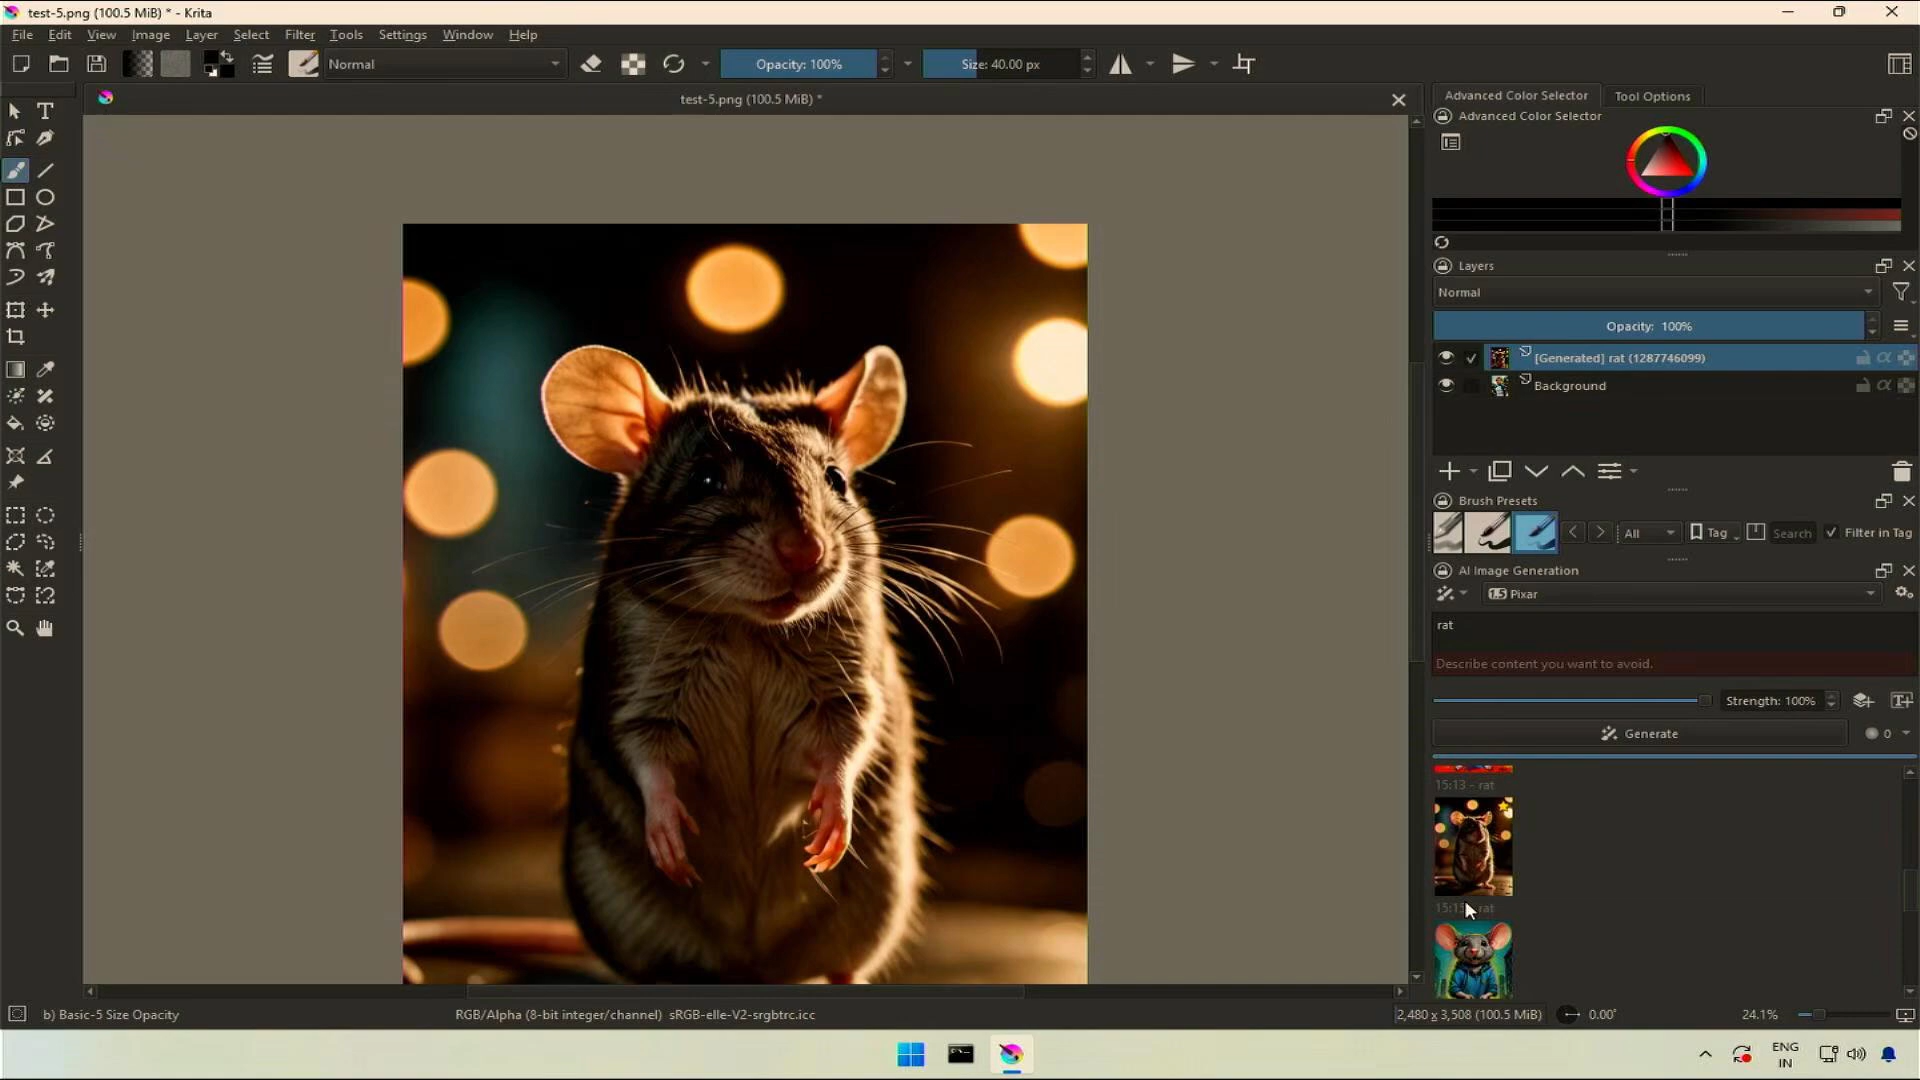 test-5.png (100.5 MiB) * - Krita
File Edit View Image Layer Select Filter Tools Settings Window Help
Normal
Opacity: 100%
Size: 40.00 px
test-5.png (100.5 MiB) *
Advanced Color Selector
Tool Options
Advanced Color Selector
Layers
Normal
Opacity: 100%
[Generated] rat (1287746099)
Background
Brush Presets
All
Tag
Search
Filter in Tag
AI Image Generation
1.5 Pixar
rat
Describe content you want to avoid.
Strength: 100%
Generate
0
15:13 - rat
rat
b) Basic-5 Size Opacity
RGB/Alpha (8-bit integer/channel) sRGB-elle-V2-srgbtrc.icc
2,480 x 3,508 (100.5 MiB)
0.00°
24.1%
ENG
IN